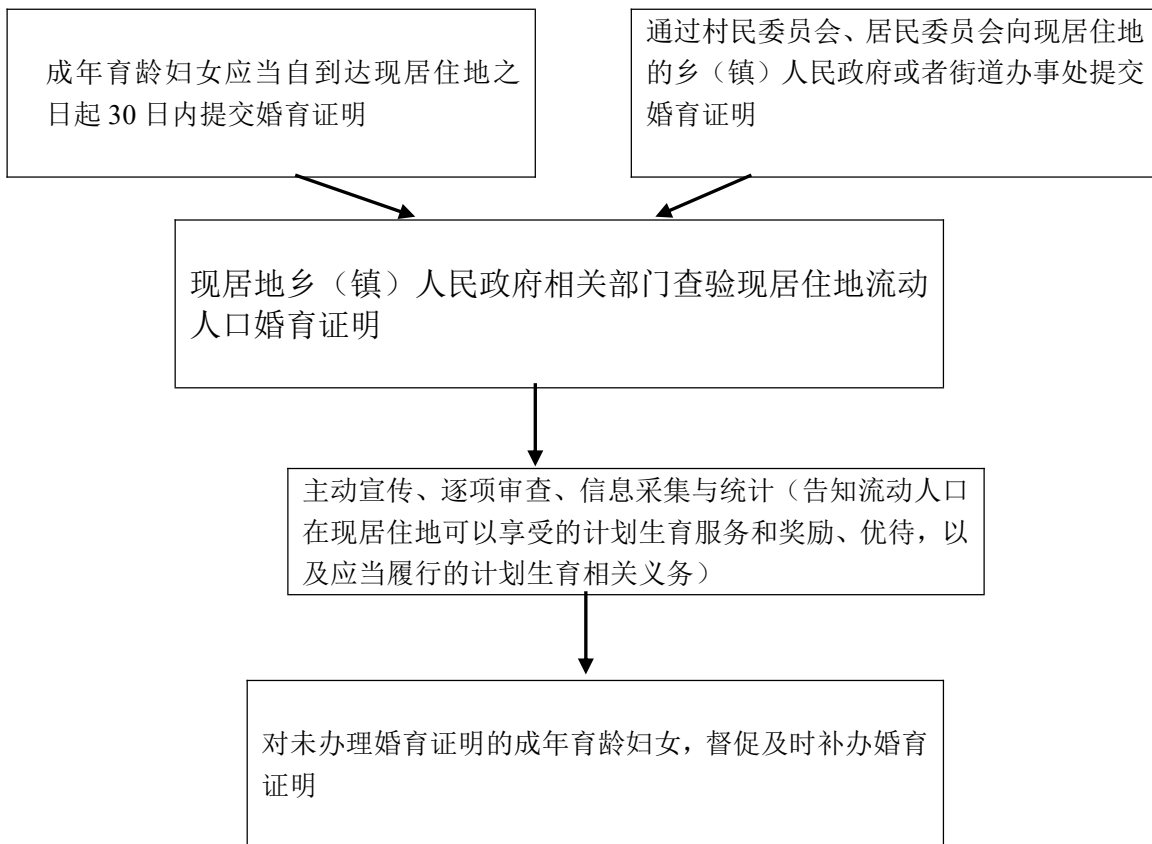 成年育龄妇女应当自到达现居住地之
日起 30 日内提交婚育证明
通过村民委员会、居民委员会向现居住地
的乡（镇）人民政府或者街道办事处提交
婚育证明
现居地乡（镇）人民政府相关部门查验现居住地流动
人口婚育证明
主动宣传、逐项审查、信息采集与统计（告知流动人口
在现居住地可以享受的计划生育服务和奖励、优待，以
及应当履行的计划生育相关义务）
对未办理婚育证明的成年育龄妇女，督促及时补办婚育
证明